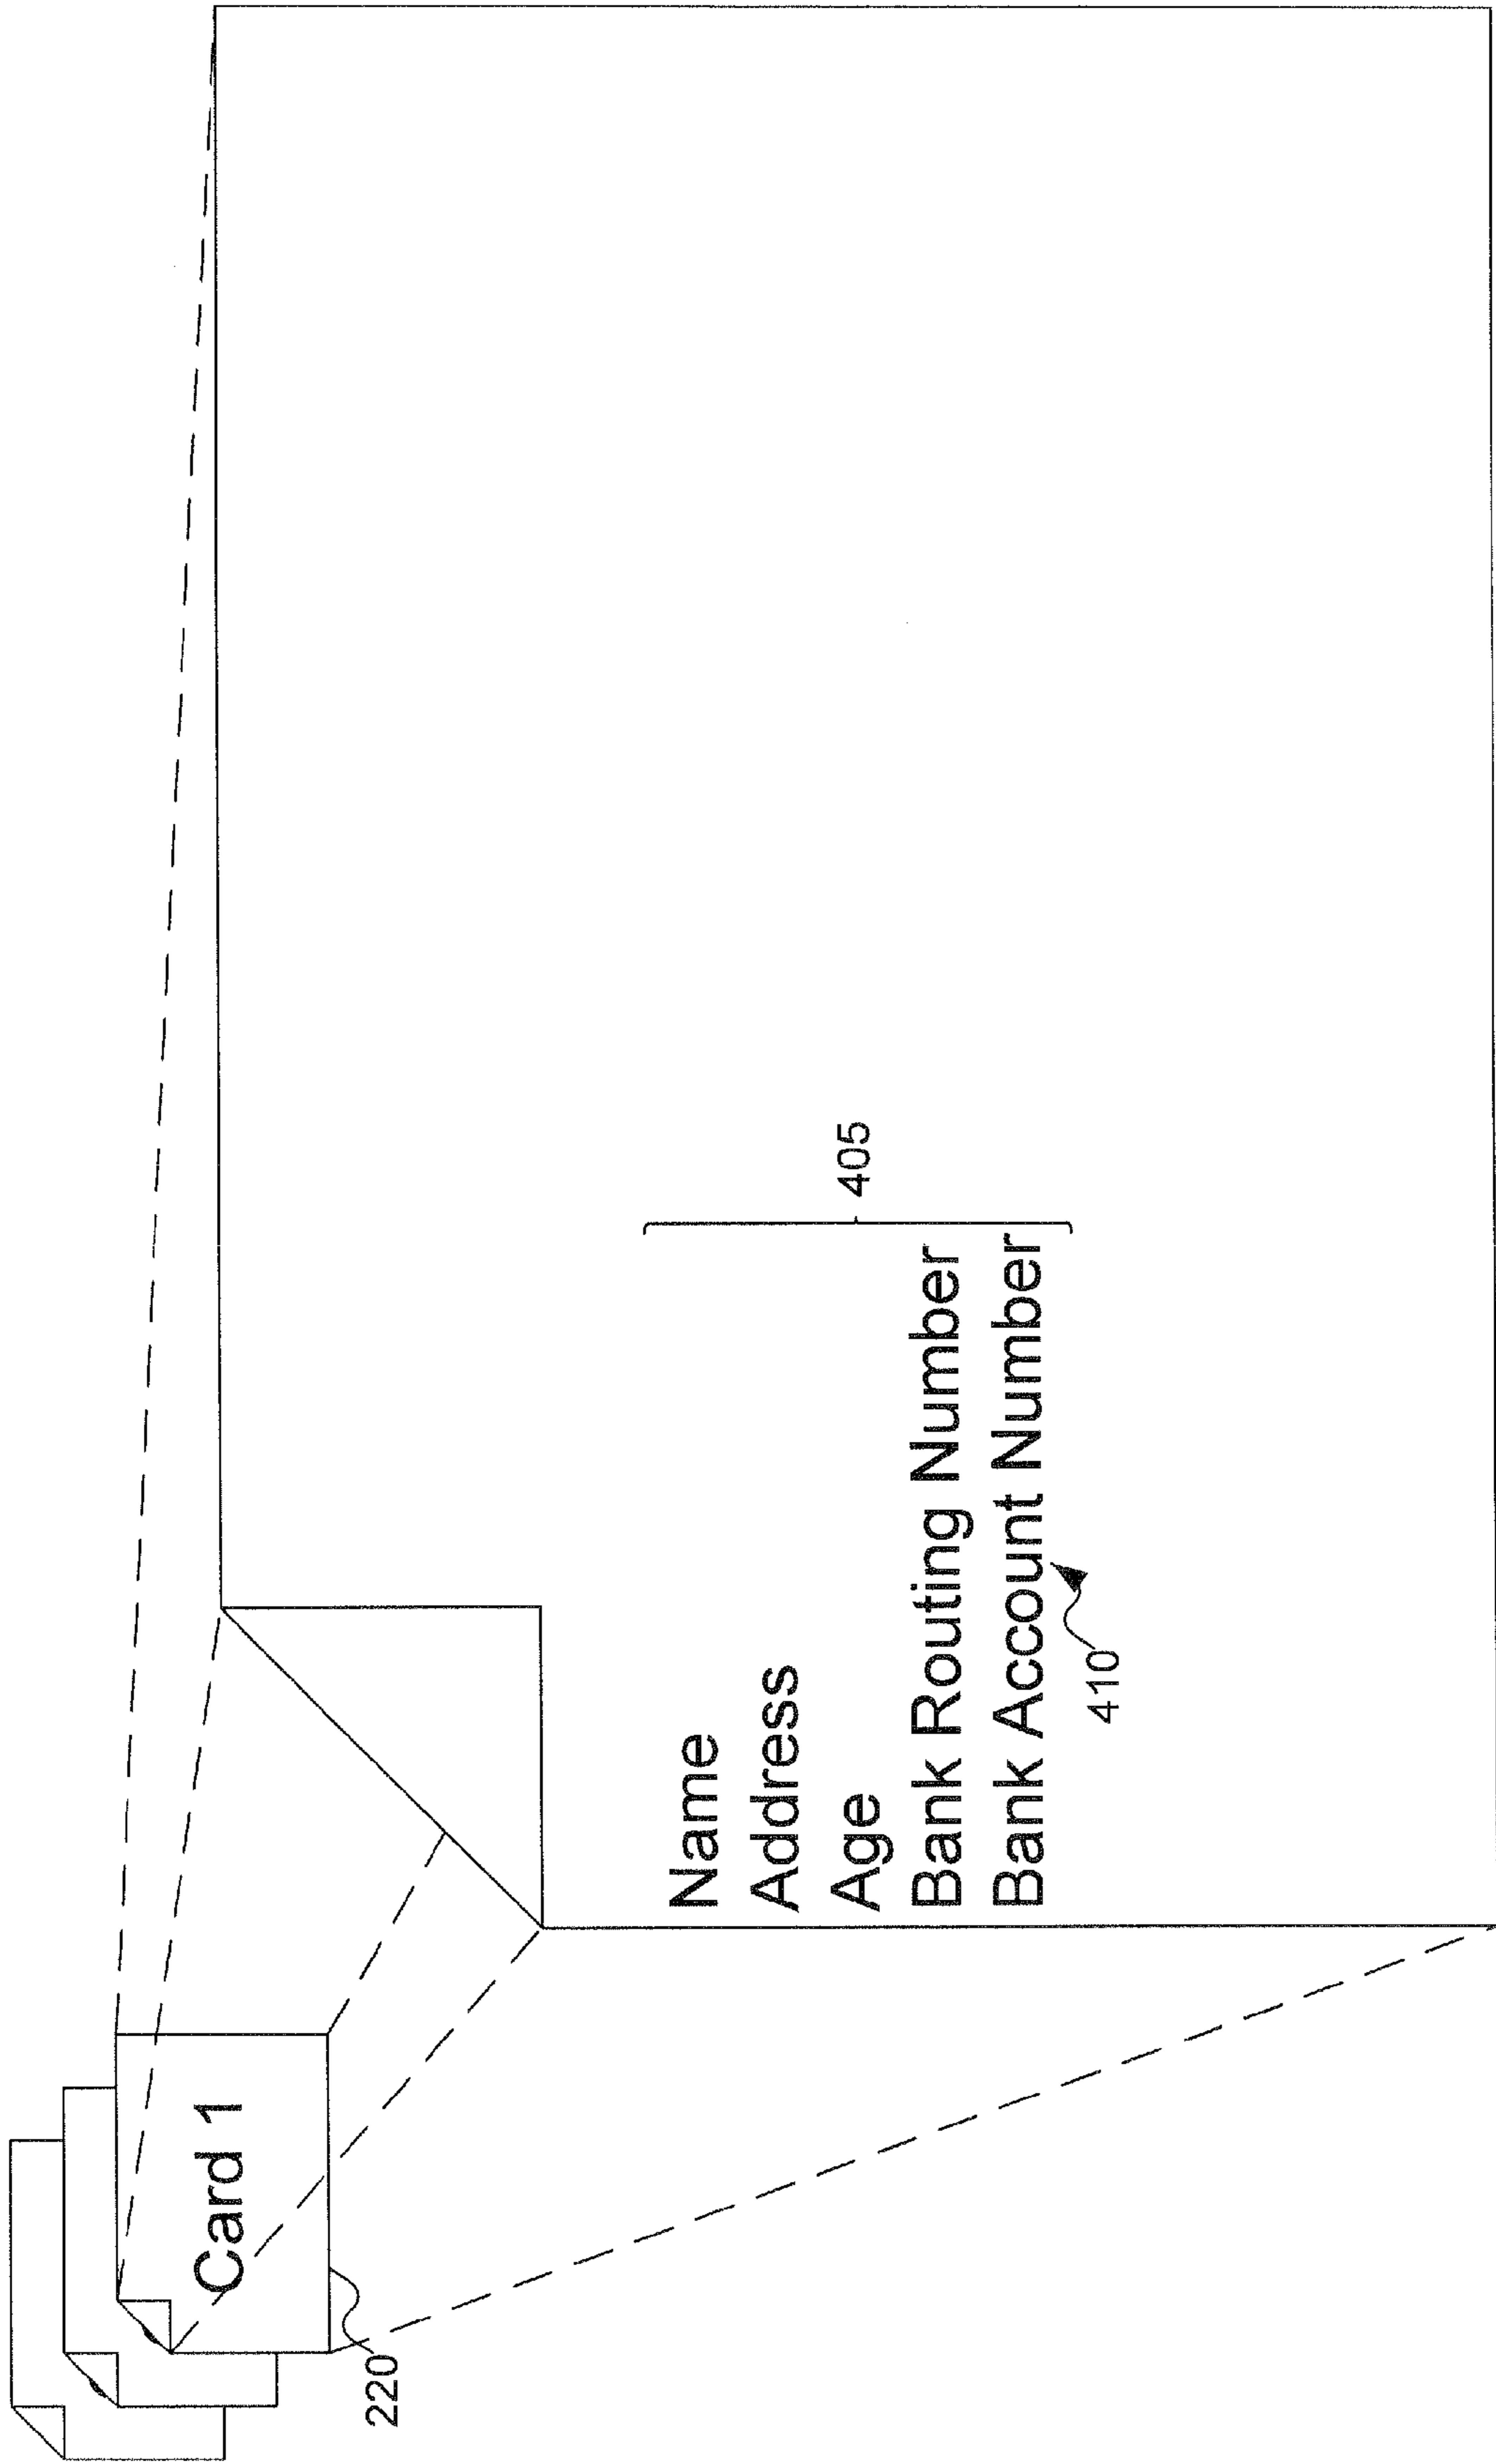 Card 1
220
Name
Address
Age
Bank Routing Number
Bank Account Number
405
410